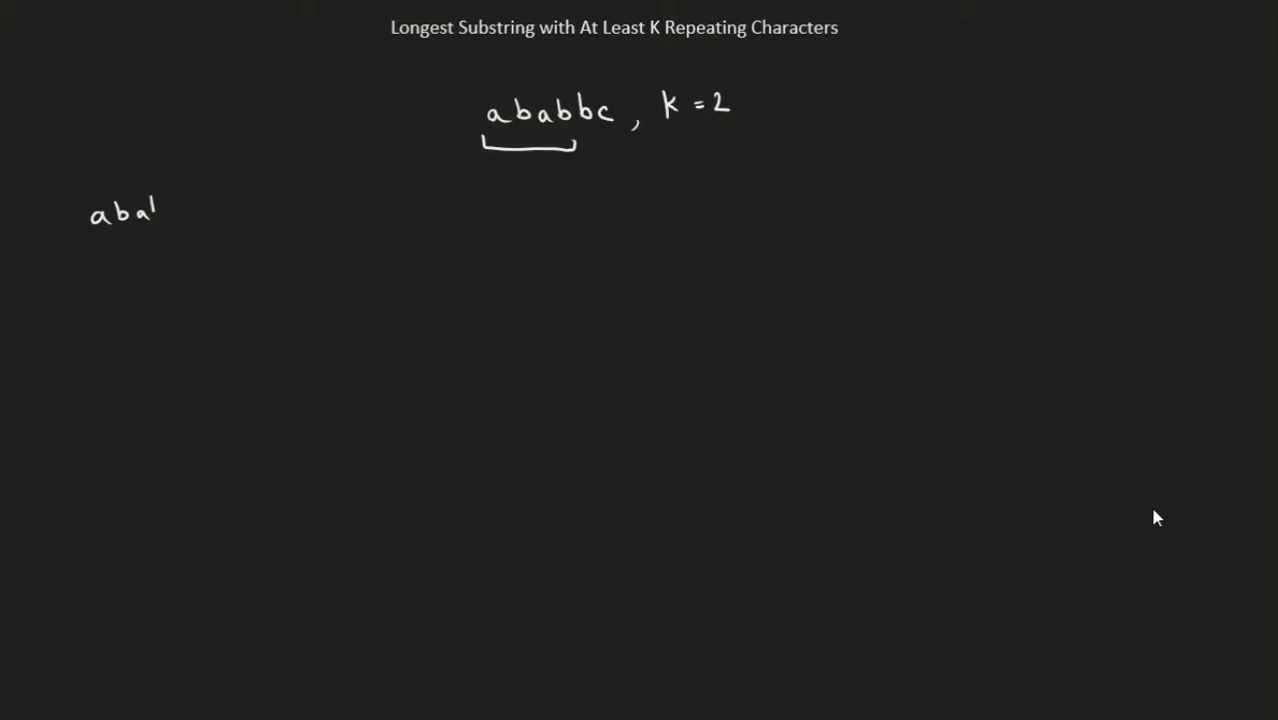 Longest Substring with At Least K Repeating Characters
ababbc, k = 2
aba